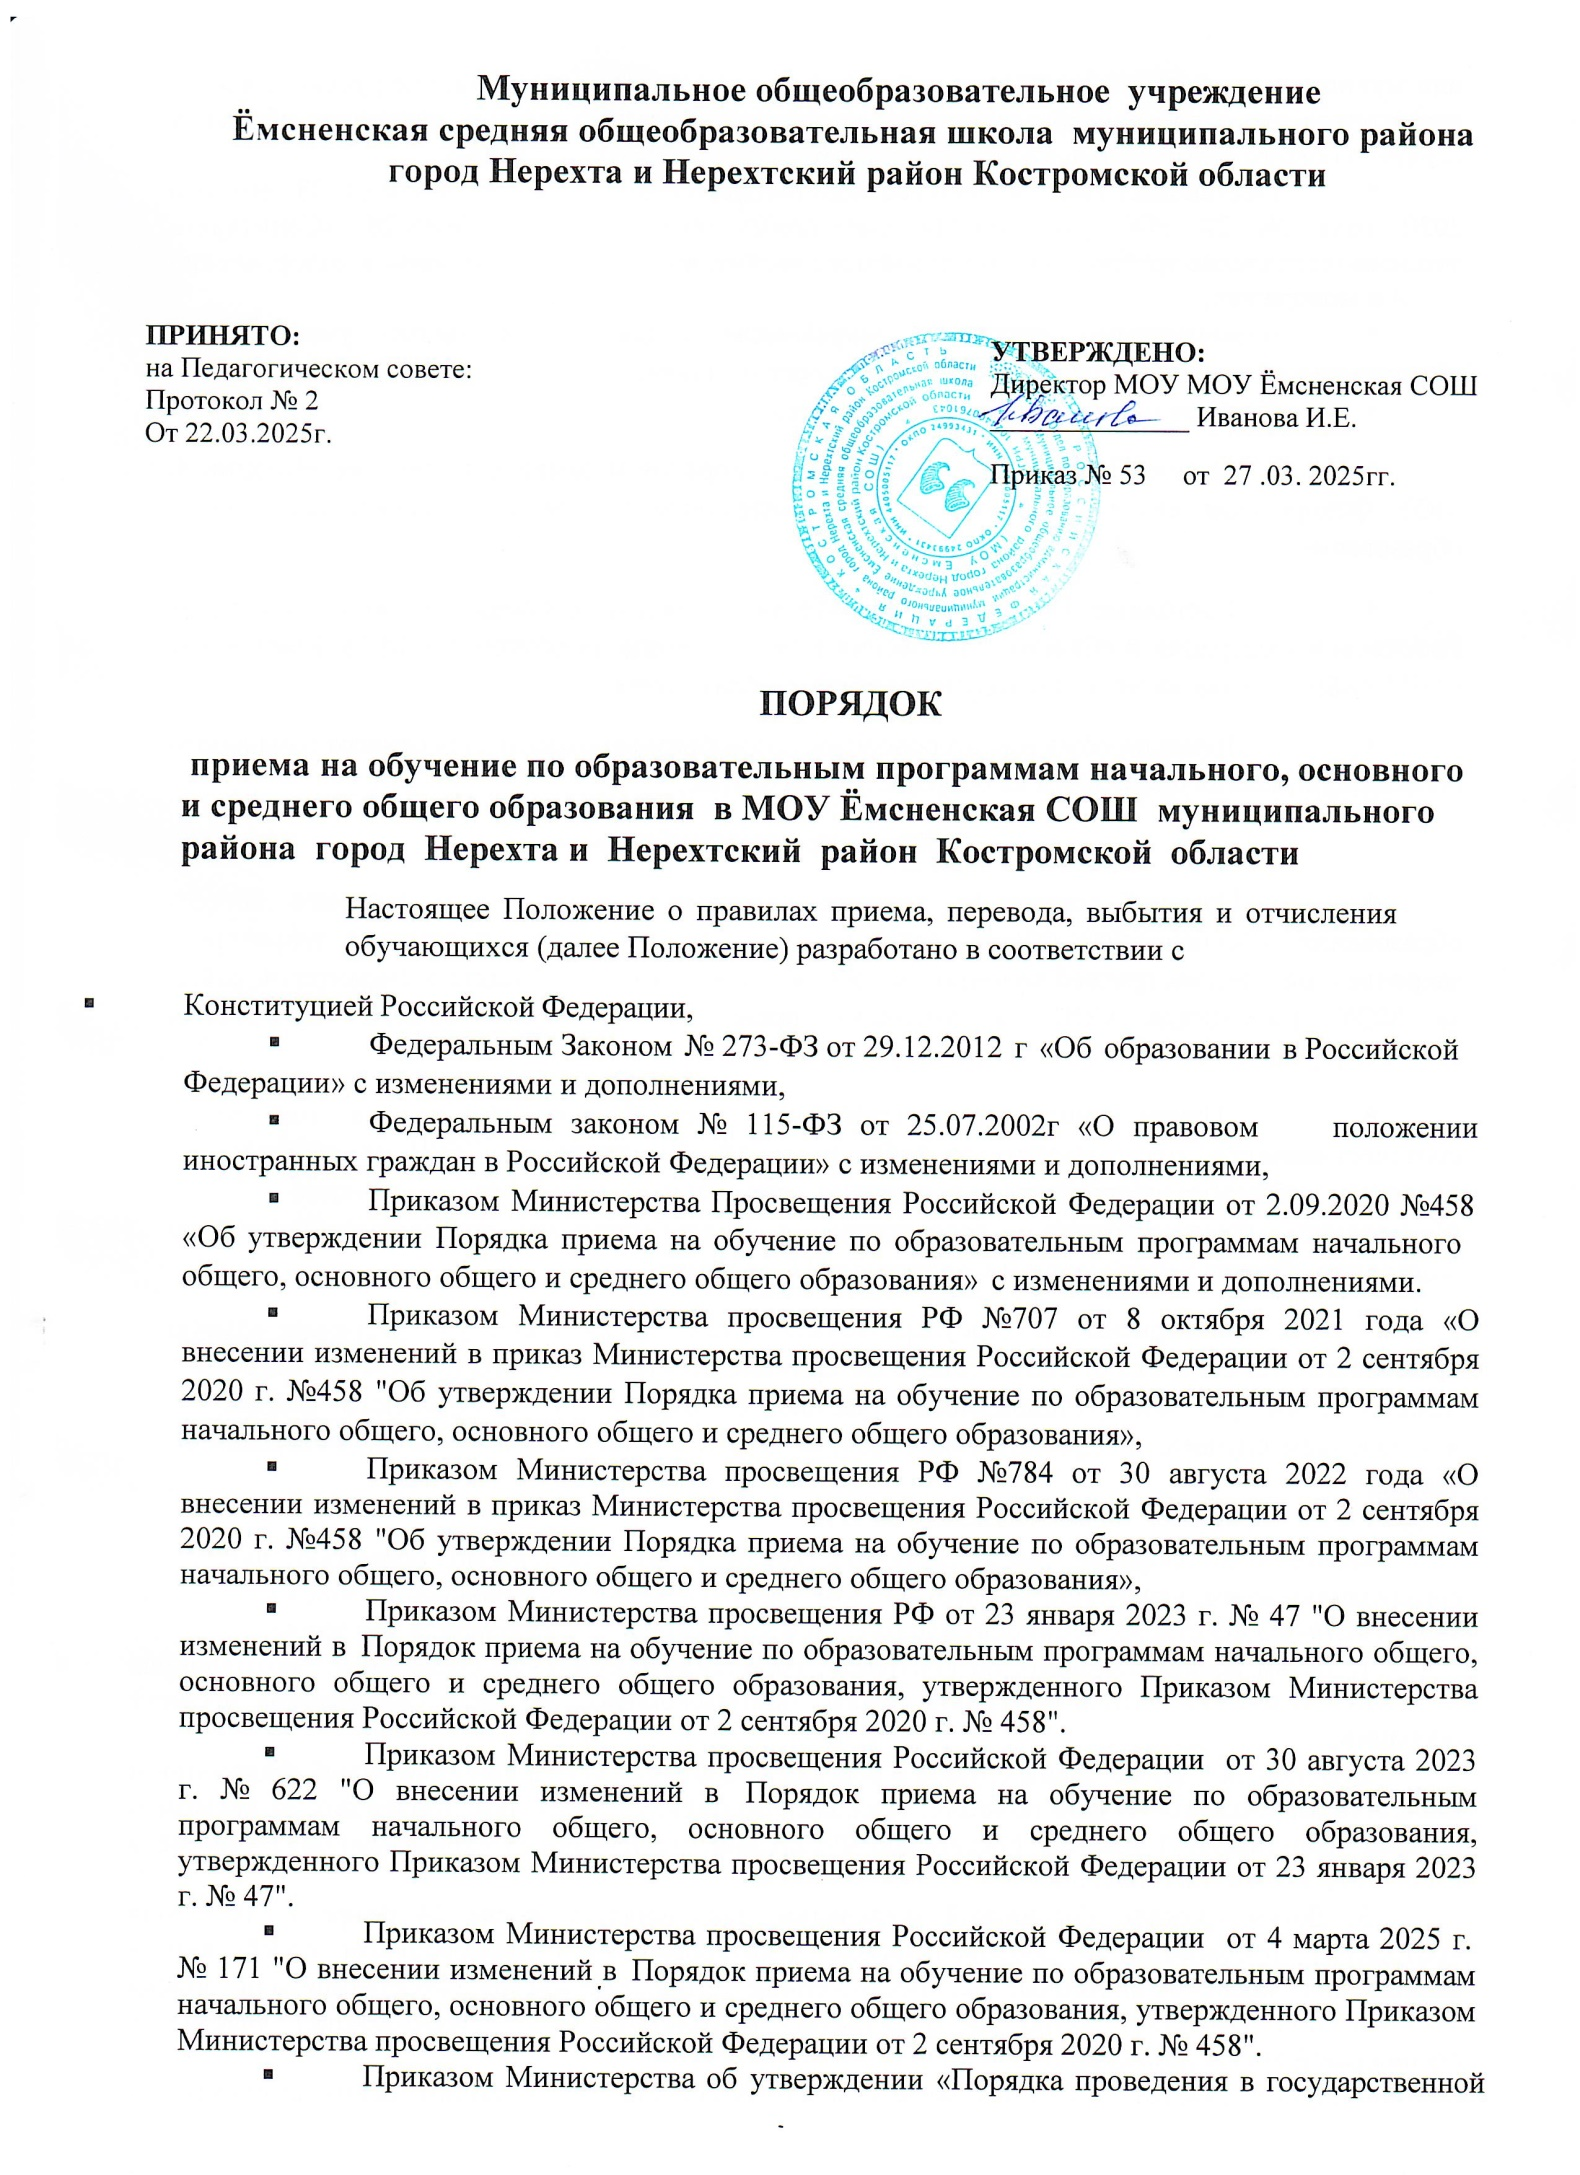 Муниципальное общеобразовательное учреждение
Ёмсненская средняя общеобразовательная школа муниципального района
город Нерехта и Нерехтский район Костромской области
ПРИНЯТО:
на Педагогическом совете:
Протокол № 2
От 22.03.2025г.
УТВЕРЖДЕНО:
Директор МОУ МОУ Ёмсненская СОШ
Иванова И.Е.
Приказ № 53 от 27 .03. 2025гг.
ПОРЯДОК
приема на обучение по образовательным программам начального, основного
и среднего общего образования в МОУ Ёмсненская СОШ муниципального
района город Нерехта и Нерехтский район Костромской области
Настоящее Положение о правилах приема, перевода, выбытия и отчисления
обучающихся (далее Положение) разработано в соответствии с
▪ Конституцией Российской Федерации,
▪ Федеральным Законом № 273-ФЗ от 29.12.2012 г «Об образовании в Российской
Федерации» с изменениями и дополнениями,
▪ Федеральным законом № 115-ФЗ от 25.07.2002г «О правовом положении
иностранных граждан в Российской Федерации» с изменениями и дополнениями,
▪ Приказом Министерства Просвещения Российской Федерации от 2.09.2020 №458
«Об утверждении Порядка приема на обучение по образовательным программам начального
общего, основного общего и среднего общего образования» с изменениями и дополнениями.
▪ Приказом Министерства просвещения РФ №707 от 8 октября 2021 года «О
внесении изменений в приказ Министерства просвещения Российской Федерации от 2 сентября
2020 г. №458 "Об утверждении Порядка приема на обучение по образовательным программам
начального общего, основного общего и среднего общего образования»,
▪ Приказом Министерства просвещения РФ №784 от 30 августа 2022 года «О
внесении изменений в приказ Министерства просвещения Российской Федерации от 2 сентября
2020 г. №458 "Об утверждении Порядка приема на обучение по образовательным программам
начального общего, основного общего и среднего общего образования»,
▪ Приказом Министерства просвещения РФ от 23 января 2023 г. № 47 "О внесении
изменений в Порядок приема на обучение по образовательным программам начального общего,
основного общего и среднего общего образования, утвержденного Приказом Министерства
просвещения Российской Федерации от 2 сентября 2020 г. № 458".
▪ Приказом Министерства просвещения Российской Федерации от 30 августа 2023
г. № 622 "О внесении изменений в Порядок приема на обучение по образовательным
программам начального общего, основного общего и среднего общего образования,
утвержденного Приказом Министерства просвещения Российской Федерации от 23 января 2023
г. № 47".
▪ Приказом Министерства просвещения Российской Федерации от 4 марта 2025 г.
№ 171 "О внесении изменений в Порядок приема на обучение по образовательным программам
начального общего, основного общего и среднего общего образования, утвержденного Приказом
Министерства просвещения Российской Федерации от 2 сентября 2020 г. № 458".
▪ Приказом Министерства об утверждении «Порядка проведения в государственной